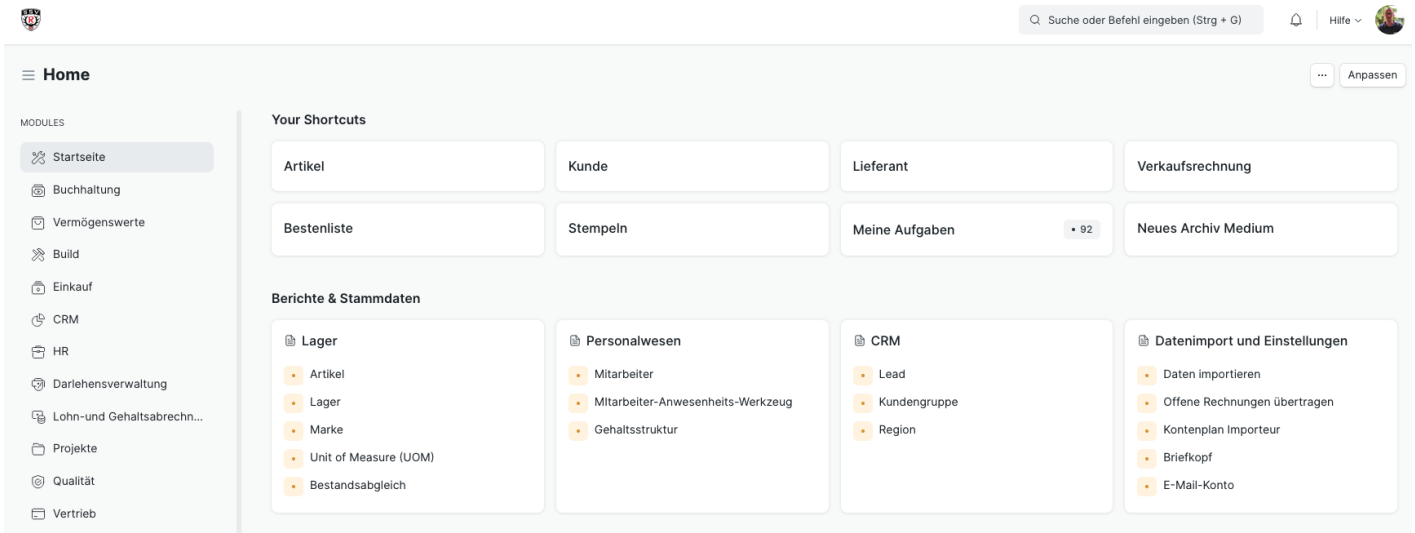 SSV
R
Suche oder Befehl eingeben (Strg + G)
Hilfe
Home
Anpassen
MODULES
Startseite
Buchhaltung
Vermögenswerte
Build
Einkauf
CRM
HR
Darlehensverwaltung
Lohn-und Gehaltsabrechn...
Projekte
Qualität
Vertrieb
Your Shortcuts
Artikel
Kunde
Lieferant
Verkaufsrechnung
Bestenliste
Stempeln
Meine Aufgaben
• 92
Neues Archiv Medium
Berichte & Stammdaten
Lager
Artikel
Lager
Marke
Unit of Measure (UOM)
Bestandsabgleich
Personalwesen
Mitarbeiter
MItarbeiter-Anwesenheits-Werkzeug
Gehaltsstruktur
CRM
Lead
Kundengruppe
Region
Datenimport und Einstellungen
Daten importieren
Offene Rechnungen übertragen
Kontenplan Importeur
Briefkopf
E-Mail-Konto